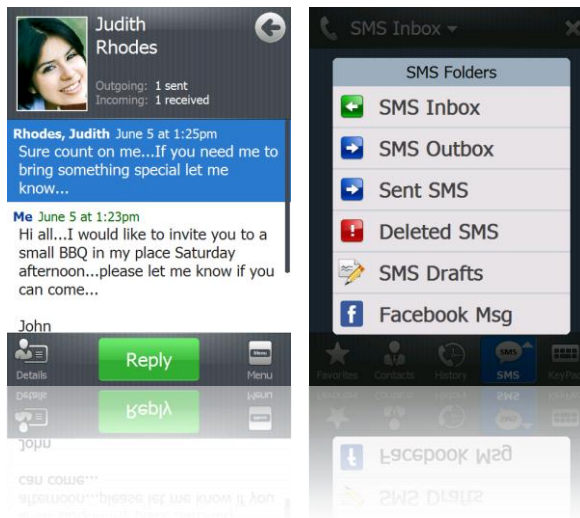 Judith
Rhodes
Outgoing: 1 sent
Incoming: 1 received
Rhodes, Judith June 5 at 1:25pm
Sure count on me...If you need me to
bring something special let me
know...
Me June 5 at 1:23pm
Hi all...I would like to invite you to a
small BBQ in my place Saturday
afternoon...please let me know if you
can come...
John
Details
Reply
Menu
Menu
SMS Inbox
SMS Folders
SMS Inbox
SMS Outbox
Sent SMS
Deleted SMS
SMS Drafts
Facebook Msg
Favorites
Contacts
History
SMS
SMS
KeyPad